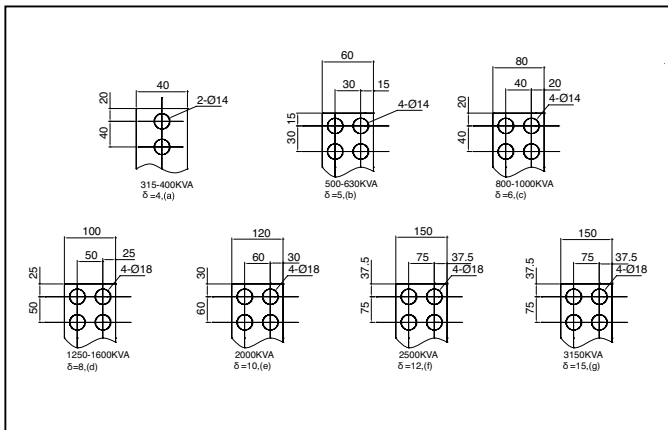 40
20
2-Ø14
40
315-400KVA
δ=4,(a)
60
30
15
15
4-Ø14
30
500-630KVA
δ=5,(b)
80
40
20
20
4-Ø14
40
800-1000KVA
δ=6,(c)
100
50
25
25
4-Ø18
50
1250-1600KVA
δ=8,(d)
120
60
30
30
4-Ø18
60
2000KVA
δ=10,(e)
150
75
37.5
37.5
4-Ø18
75
2500KVA
δ=12,(f)
150
75
37.5
37.5
4-Ø18
75
3150KVA
δ=15,(g)